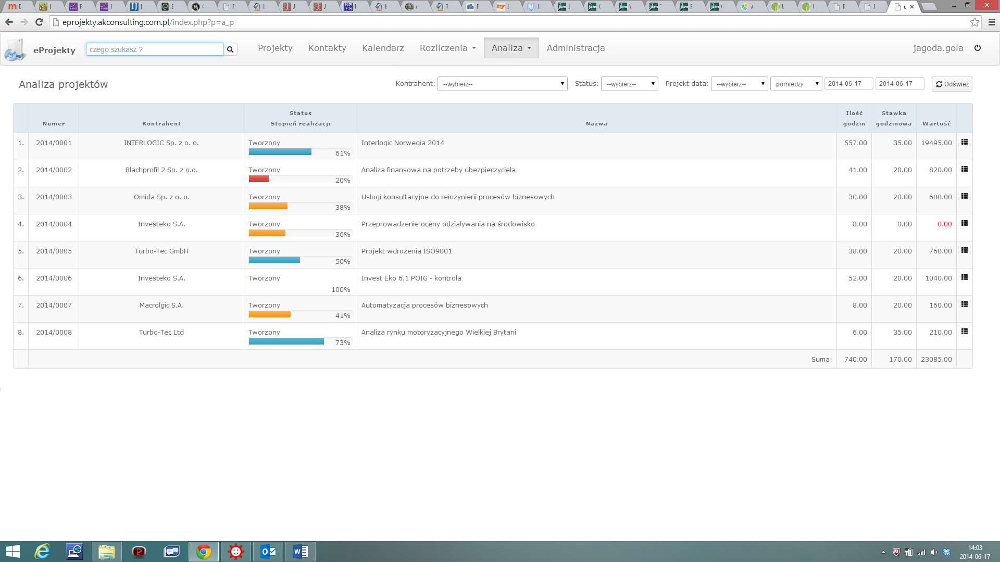 eprojekty.akconsulting.com.pl/index.php?p=a_p
eProjekty
czego szukasz ?
Projekty Kontakty Kalendarz Rozliczenia Analiza Administracja
jagoda.gola
Analiza projektów
Kontrahent: --wybierz-- Status: --wybierz-- Projekt data: --wybierz-- pomiedzy 2014-06-17 2014-06-17 Odśwież
Numer Kontrahent Status Stopień realizacji Nazwa Ilość godzin Stawka godzinowa Wartość
1. 2014/0001 INTERLOGIC Sp. z o. o. Tworzony 61% Interlogic Norwegia 2014 557.00 35.00 19495.00
2. 2014/0002 Blachprofil 2 Sp. z o.o. Tworzony 20% Analiza finansowa na potrzeby ubezpieczyciela 41.00 20.00 820.00
3. 2014/0003 Omida Sp. z o. o. Tworzony 38% Usługi konsultacyjne do reinżynierii procesów biznesowych 30.00 20.00 600.00
4. 2014/0004 Investeko S.A. Tworzony 36% Przeprowadzenie oceny odziaływania na środowisko 8.00 0.00 0.00
5. 2014/0005 Turbo-Tec GmbH Tworzony 50% Projekt wdrożenia ISO9001 38.00 20.00 760.00
6. 2014/0006 Investeko S.A. Tworzony 100% Invest Eko 6.1 POIG - kontrola 52.00 20.00 1040.00
7. 2014/0007 Macrolgic S.A. Tworzony 41% Automatyzacja procesów biznesowych 8.00 20.00 160.00
8. 2014/0008 Turbo-Tec Ltd Tworzony 73% Analiza rynku motoryzacyjnego Wielkiej Brytani 6.00 35.00 210.00
Suma: 740.00 170.00 23085.00
14:03
2014-06-17